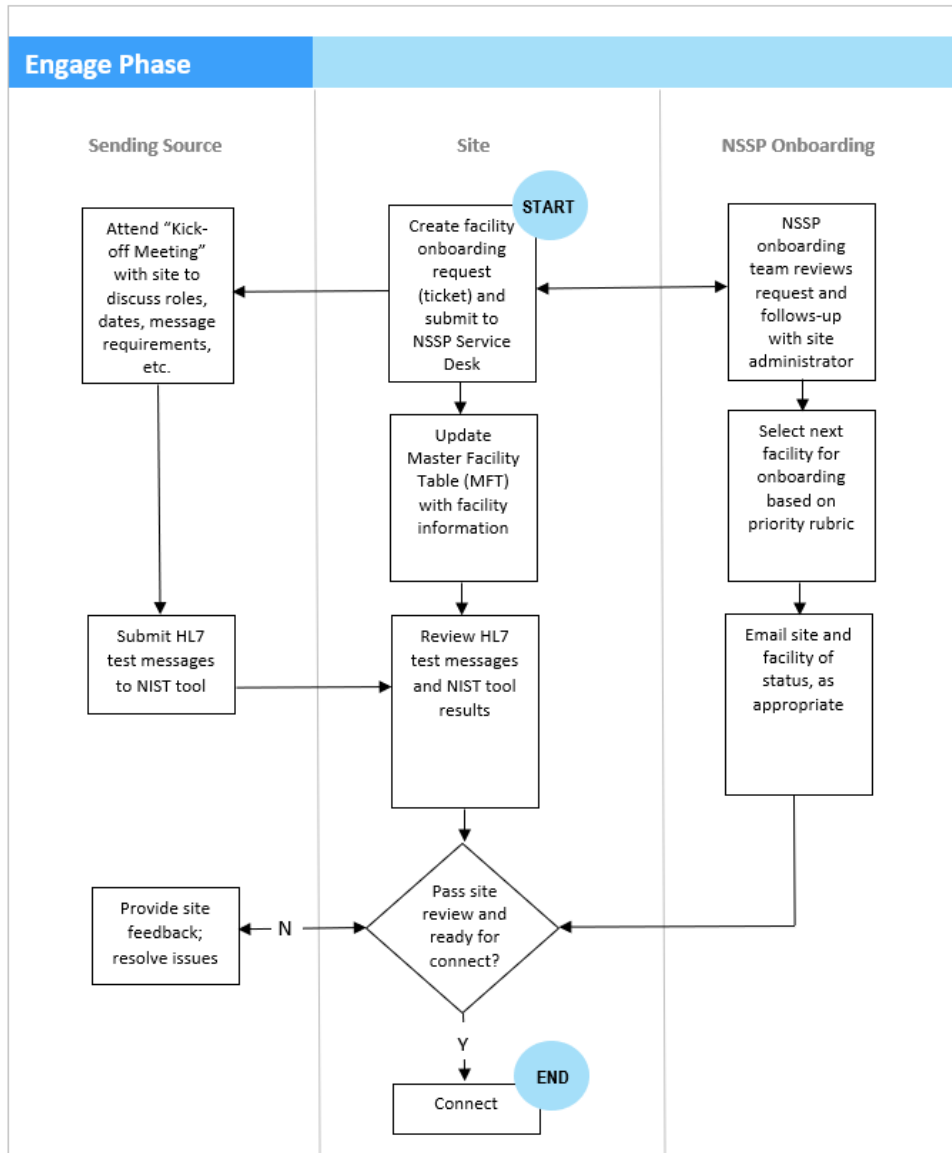 Engage Phase
Sending Source
Site
NSSP Onboarding
START
Attend “Kick-
off Meeting”
with site to
discuss roles,
dates, message
requirements,
etc.
Create facility
onboarding
request
(ticket) and
submit to
NSSP Service
Desk
NSSP
onboarding
team reviews
request and
follows-up
with site
administrator
Update
Master Facility
Table (MFT)
with facility
information
Select next
facility for
onboarding
based on
priority rubric
Submit HL7
test messages
to NIST tool
Review HL7
test messages
and NIST tool
results
Email site and
facility of
status, as
appropriate
Provide site
feedback;
resolve issues
N
Pass site
review and
ready for
connect?
Y
END
Connect